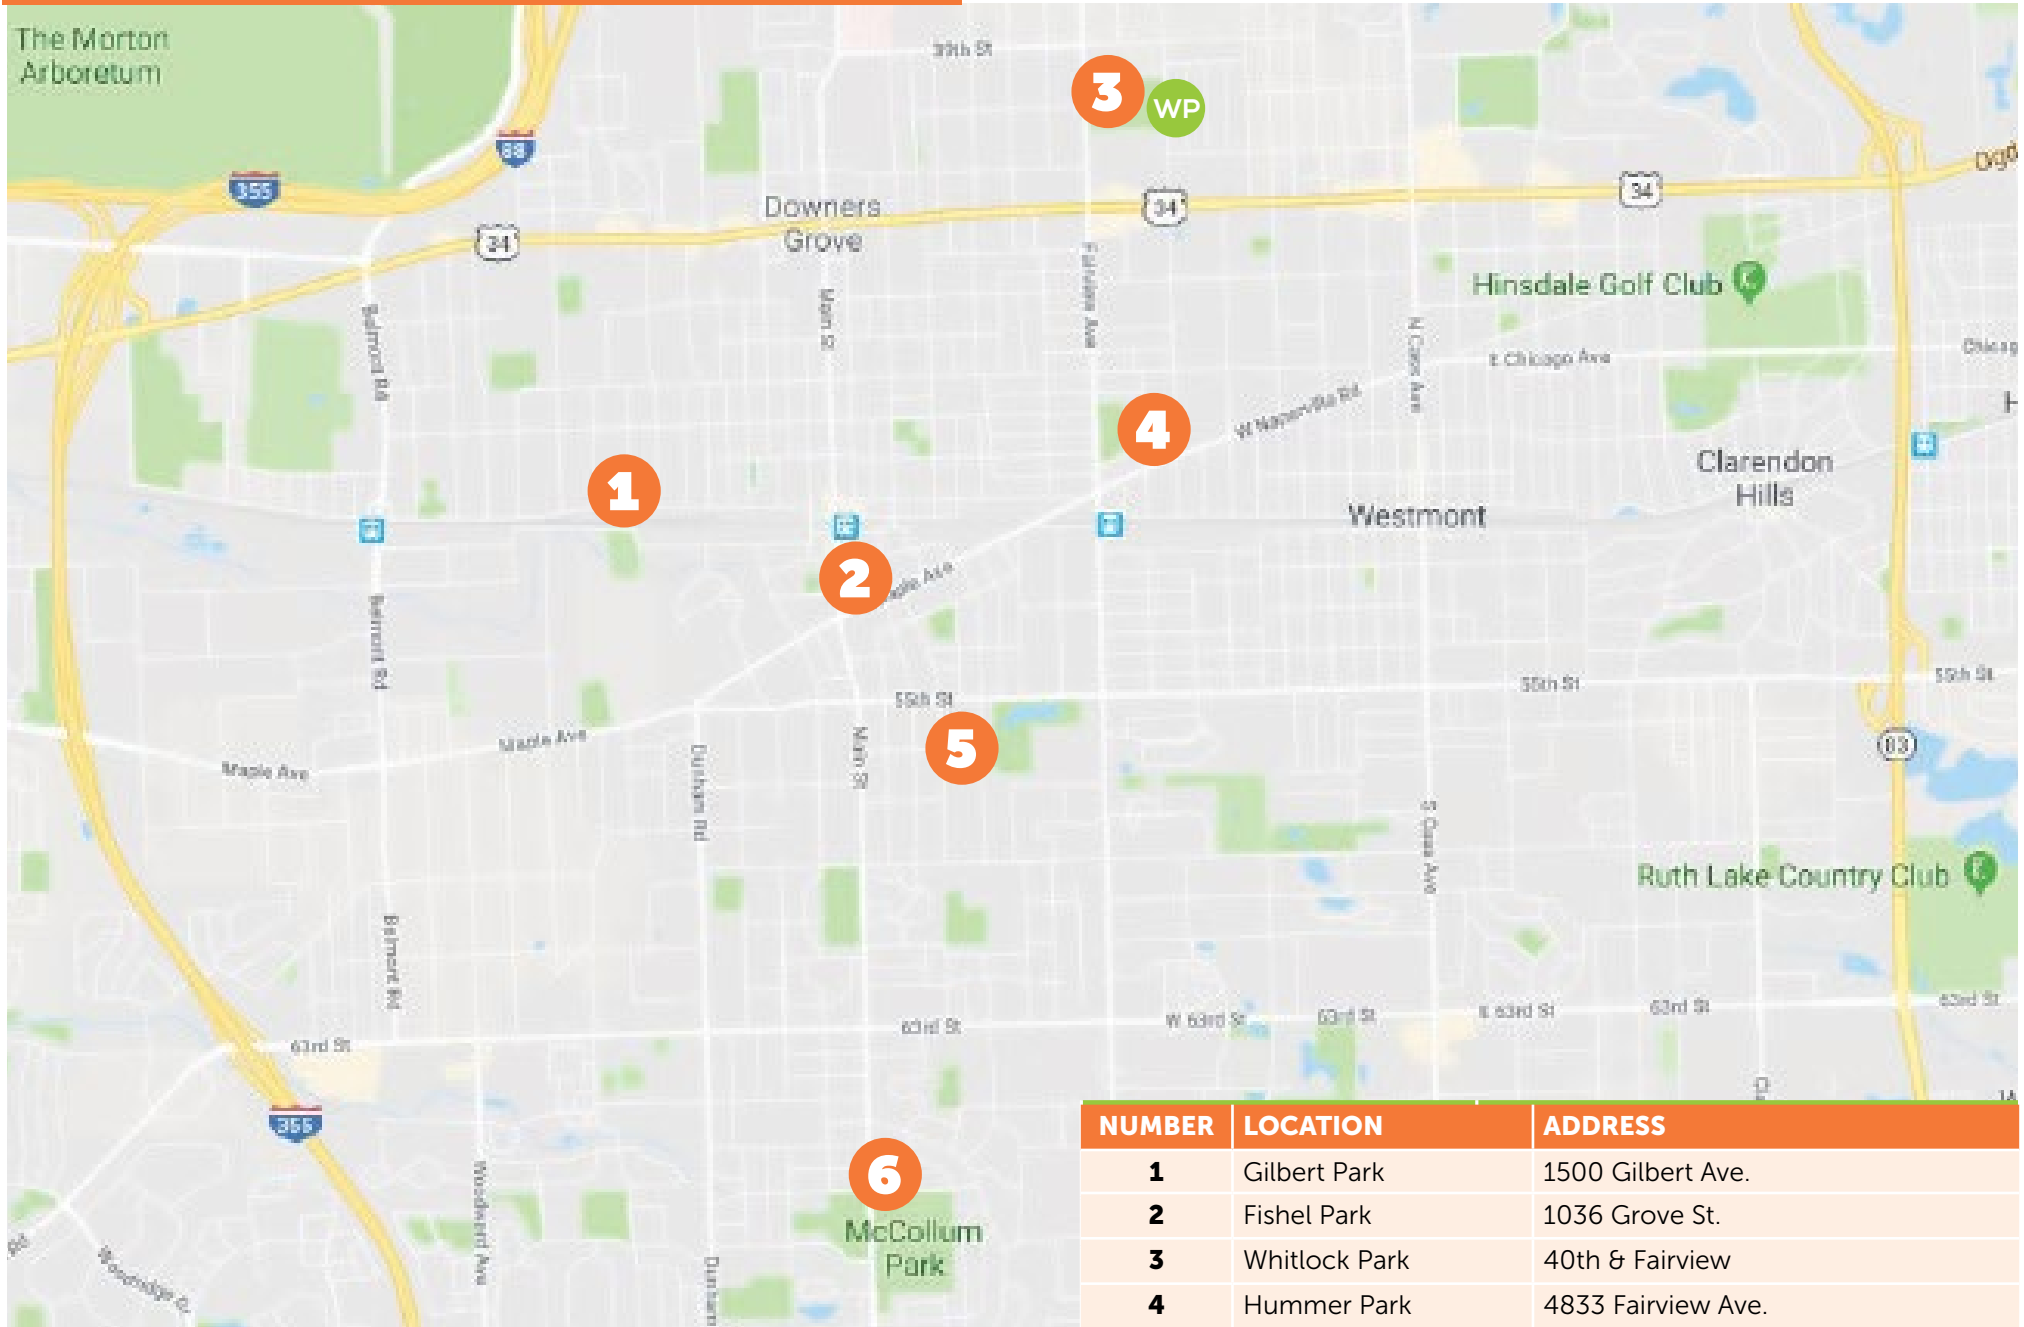 The Morton
Arboretum
39th St
3
WP
88
355
Ogd
34
34
34
Downers
Grove
Hinsdale Golf Club
Fairview Ave
Main St
Belmont Rd
N Cass Ave
E Chicago Ave
Chicag
H
W Naperville Rd
4
Clarendon
Hills
1
Westmont
2
aple Ave
Belmont Rd
55th St
55th St
55th St
5
Maple Ave
Maple Ave
Main St
Dunham Rd
83
S Cass Ave
Ruth Lake Country Club
Belmont Rd
63rd St
63rd St
W 63rd St
63rd St
E 63rd St
63rd St
63rd St
355
6
McCollum
Park
Woodward Ave
Dunham
Rd
NUMBER LOCATION ADDRESS
1 Gilbert Park 1500 Gilbert Ave.
2 Fishel Park 1036 Grove St.
3 Whitlock Park 40th & Fairview
4 Hummer Park 4833 Fairview Ave.